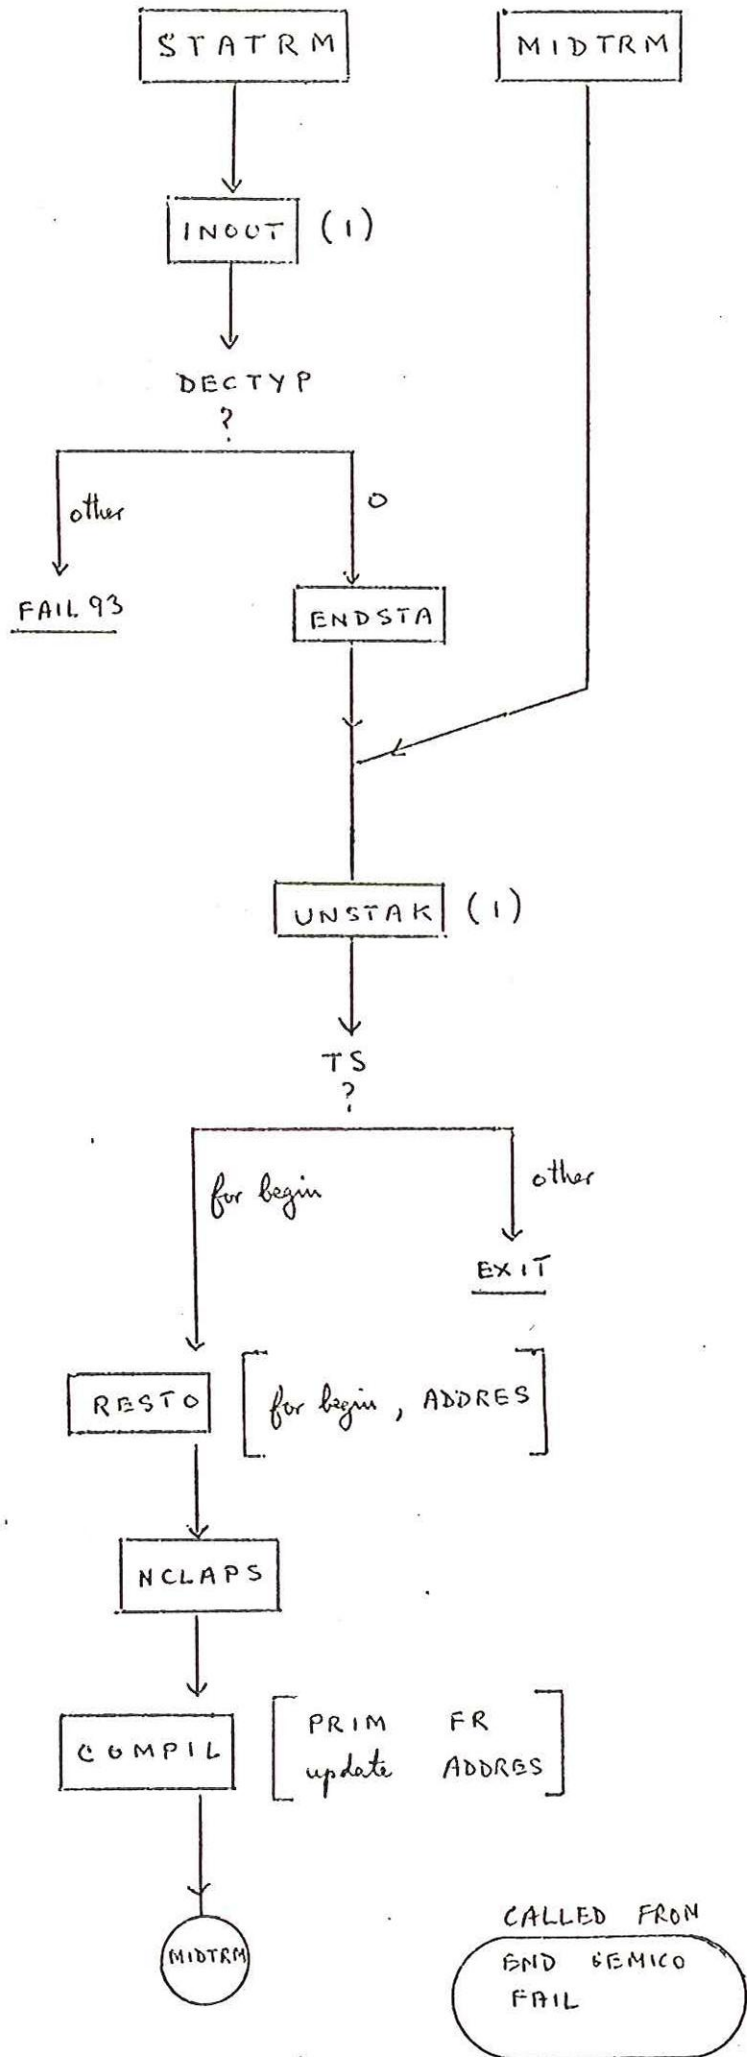 STATRM
MIDTRM
INOUT (1)
DECTYP
?
other
0
FAIL 93
ENDSTA
UNSTAK (1)
TS
?
for begin
other
EXIT
RESTO [for begin, ADDRES]
NCLAPS
COMPIL [PRIM FR
update ADDRES]
MIDTRM
CALLED FROM
END SEMICO
FAIL